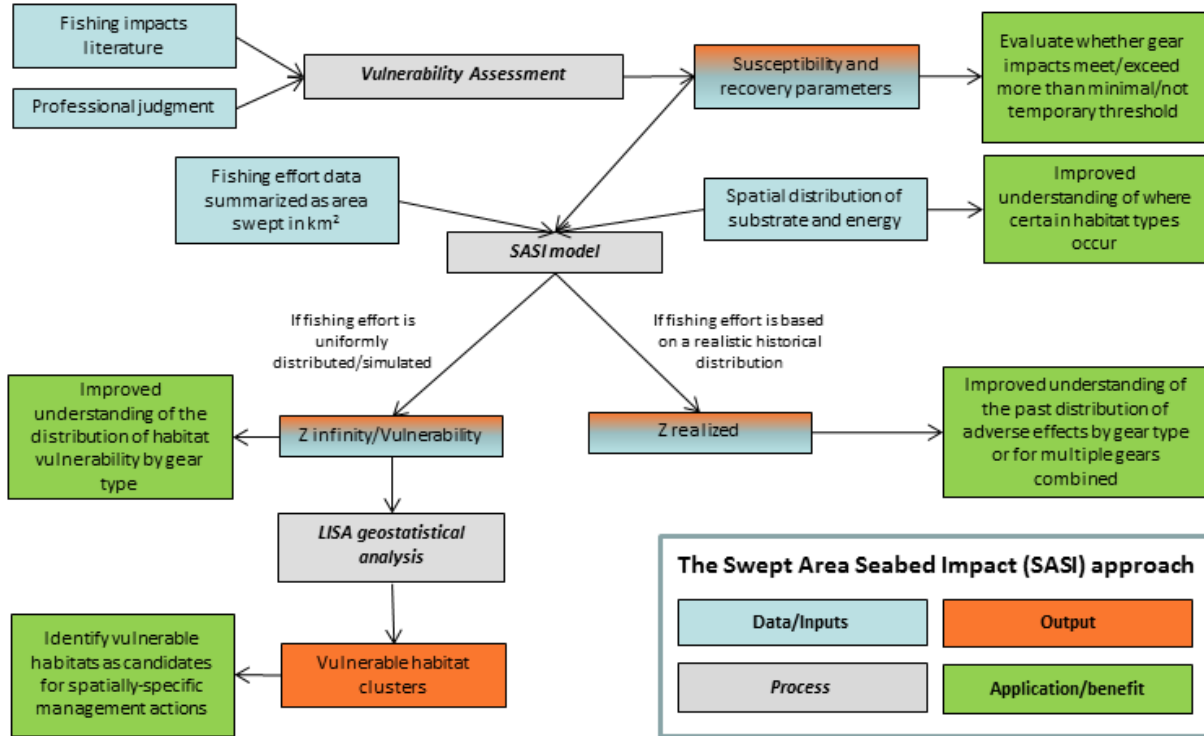 Fishing impacts
literature
Professional judgment
Vulnerability Assessment
Susceptibility and
recovery parameters
Evaluate whether gear
impacts meet/exceed
more than minimal/not
temporary threshold
Fishing effort data
summarized as area
swept in km²
Spatial distribution of
substrate and energy
Improved
understanding of where
certain habitat types
occur
SASI model
If fishing effort is
uniformly
distributed/simulated
If fishing effort is based
on a realistic historical
distribution
Improved
understanding of the
distribution of habitat
vulnerability by gear
type
Z infinity/Vulnerability
Z realized
Improved understanding of
the past distribution of
adverse effects by gear type
or for multiple gears
combined
LISA geostatistical
analysis
Identify vulnerable
habitats as candidates
for spatially-specific
management actions
Vulnerable habitat
clusters
The Swept Area Seabed Impact (SASI) approach
Data/Inputs
Output
Process
Application/benefit